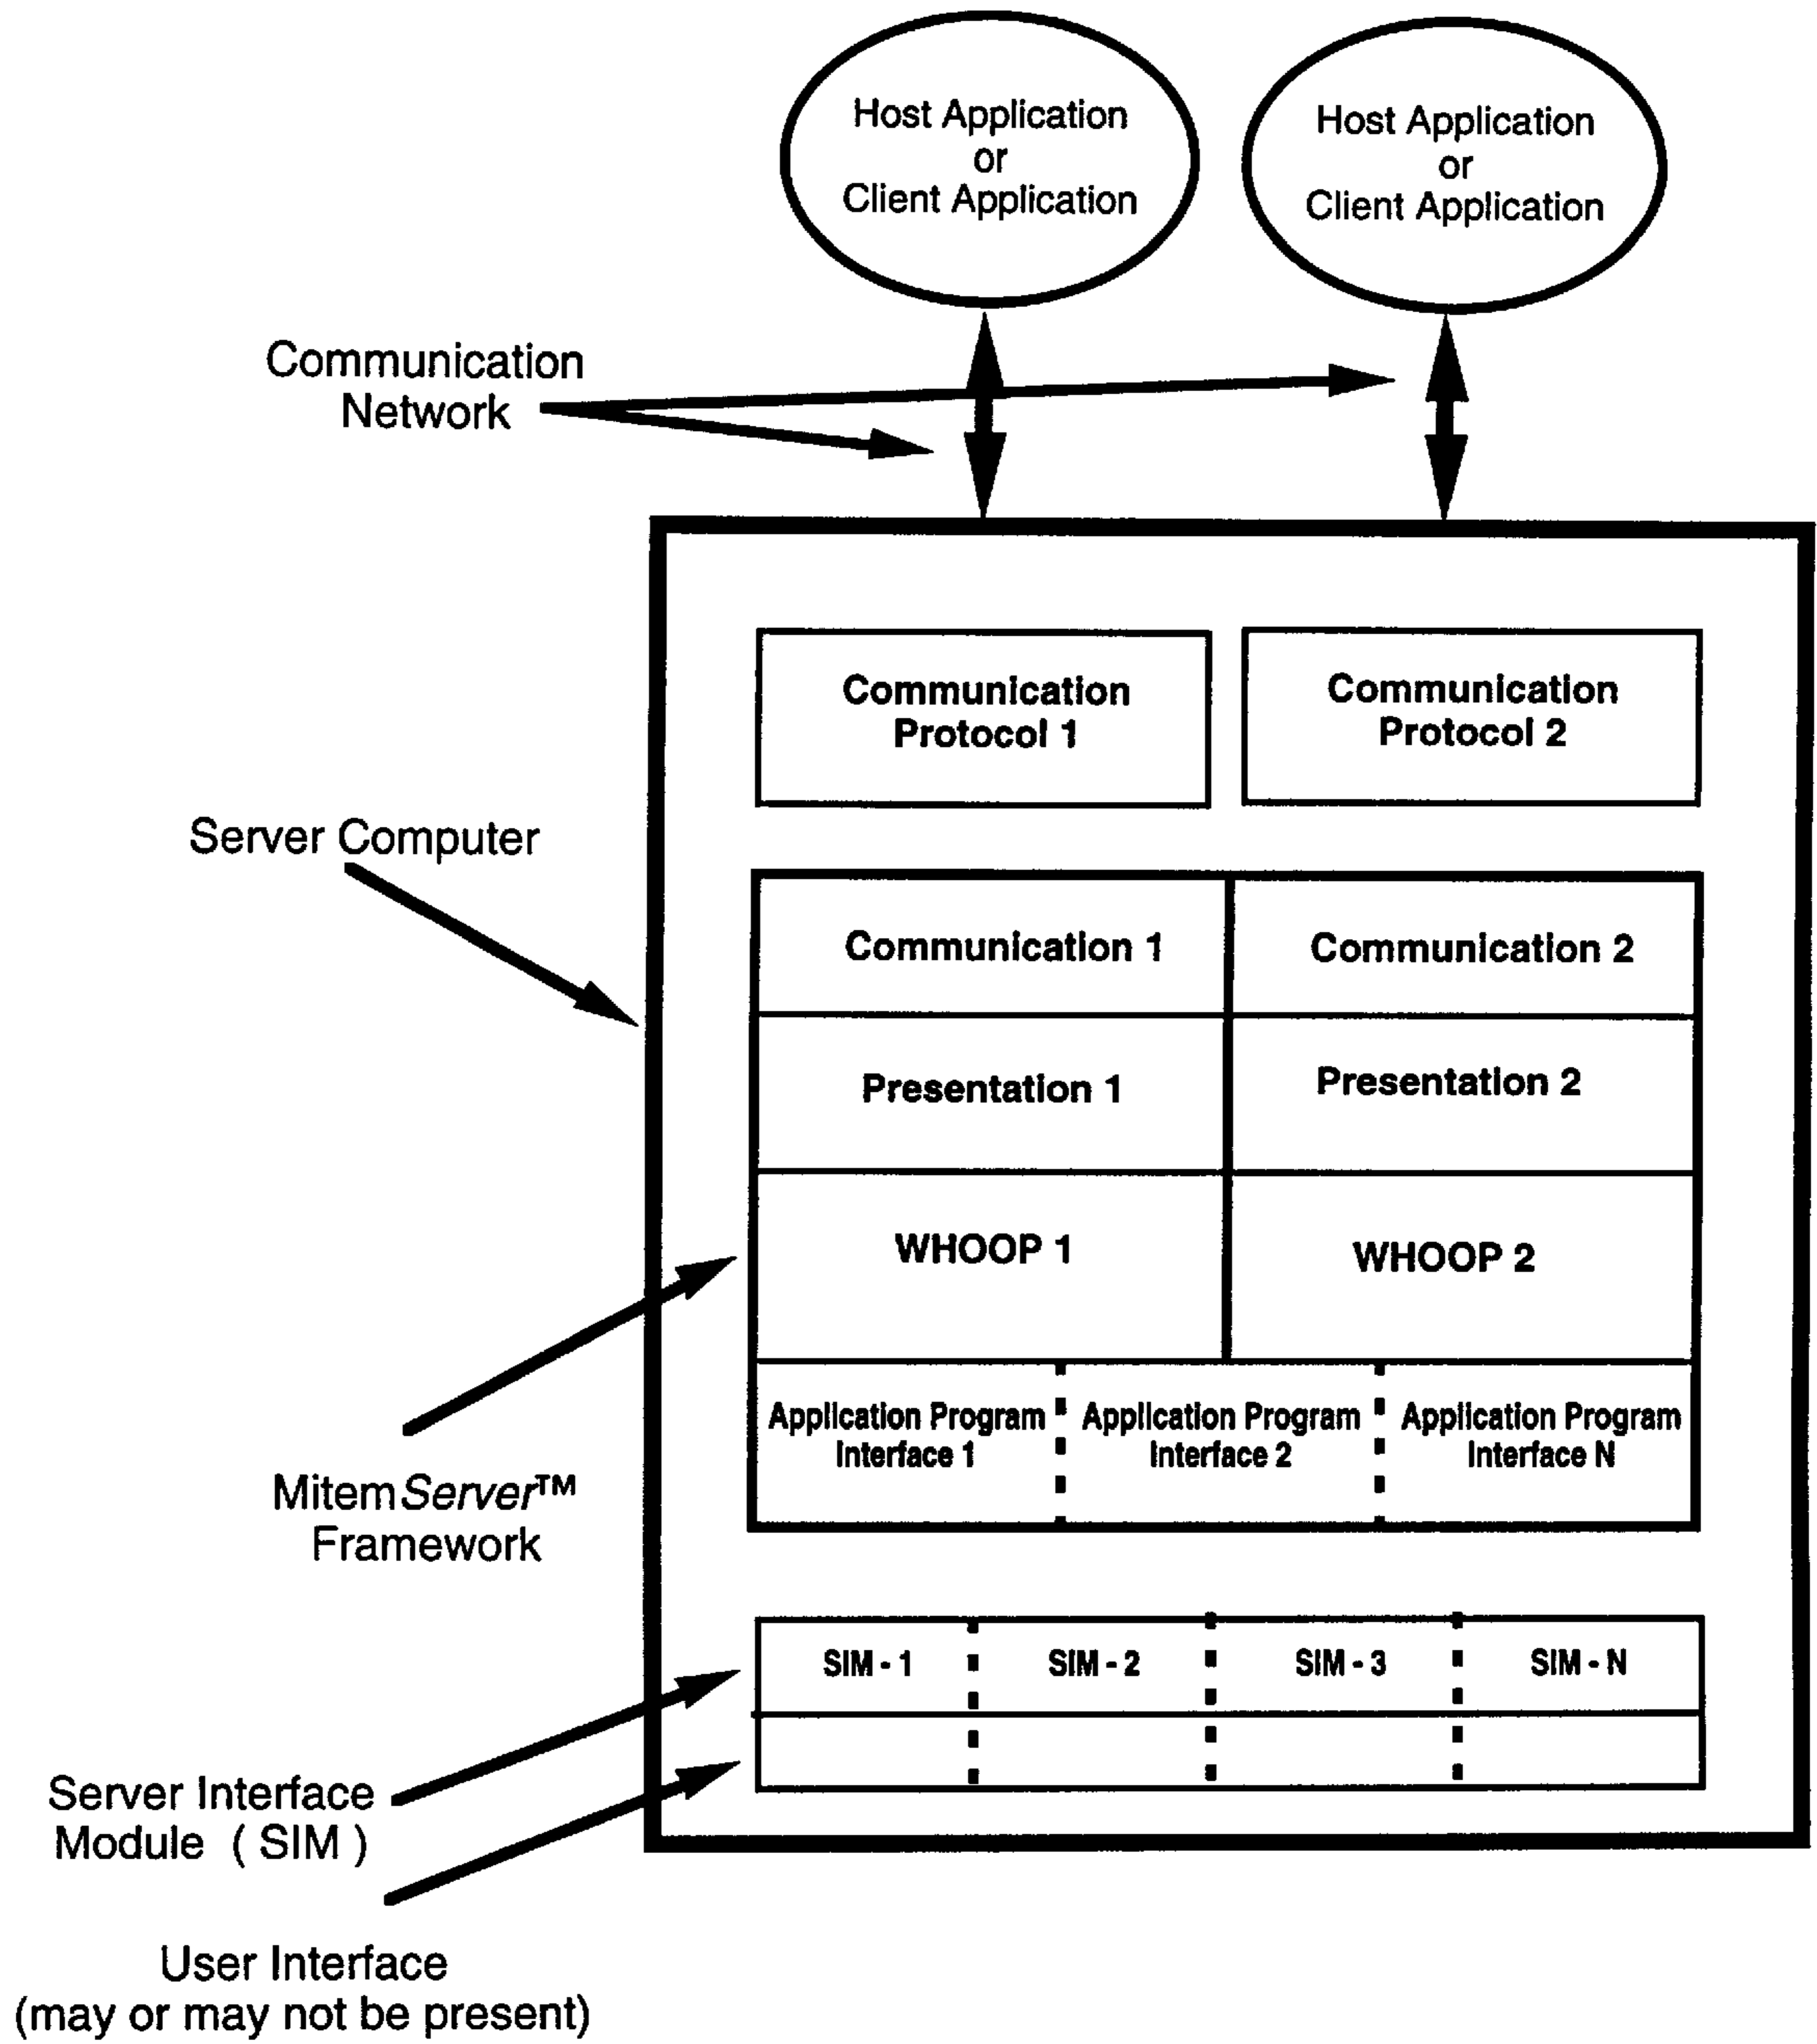 Host Application
or
Client Application
Host Application
or
Client Application
Communication
Network
Communication
Protocol 1
Communication
Protocol 2
Server Computer
Communication 1
Communication 2
Presentation 1
Presentation 2
WHOOP 1
WHOOP 2
Application Program
Interface 1
Application Program
Interface 2
Application Program
Interface N
MitemServer™
Framework
SIM - 1
SIM - 2
SIM - 3
SIM - N
Server Interface
Module ( SIM )
User Interface
(may or may not be present)